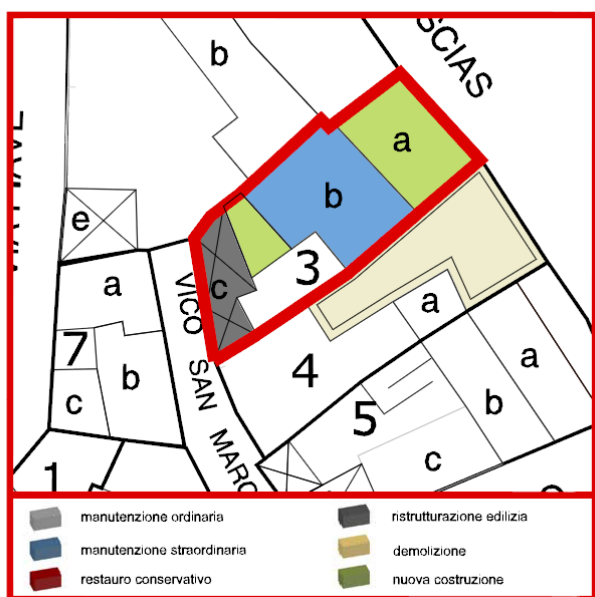 SCIAS
b
a
b
e
3
c
a
VICO SAN MARC
7
b
c
a
4
a
b
5
c
1
manutenzione ordinaria
ristrutturazione edilizia
manutenzione straordinaria
demolizione
restauro conservativo
nuova costruzione